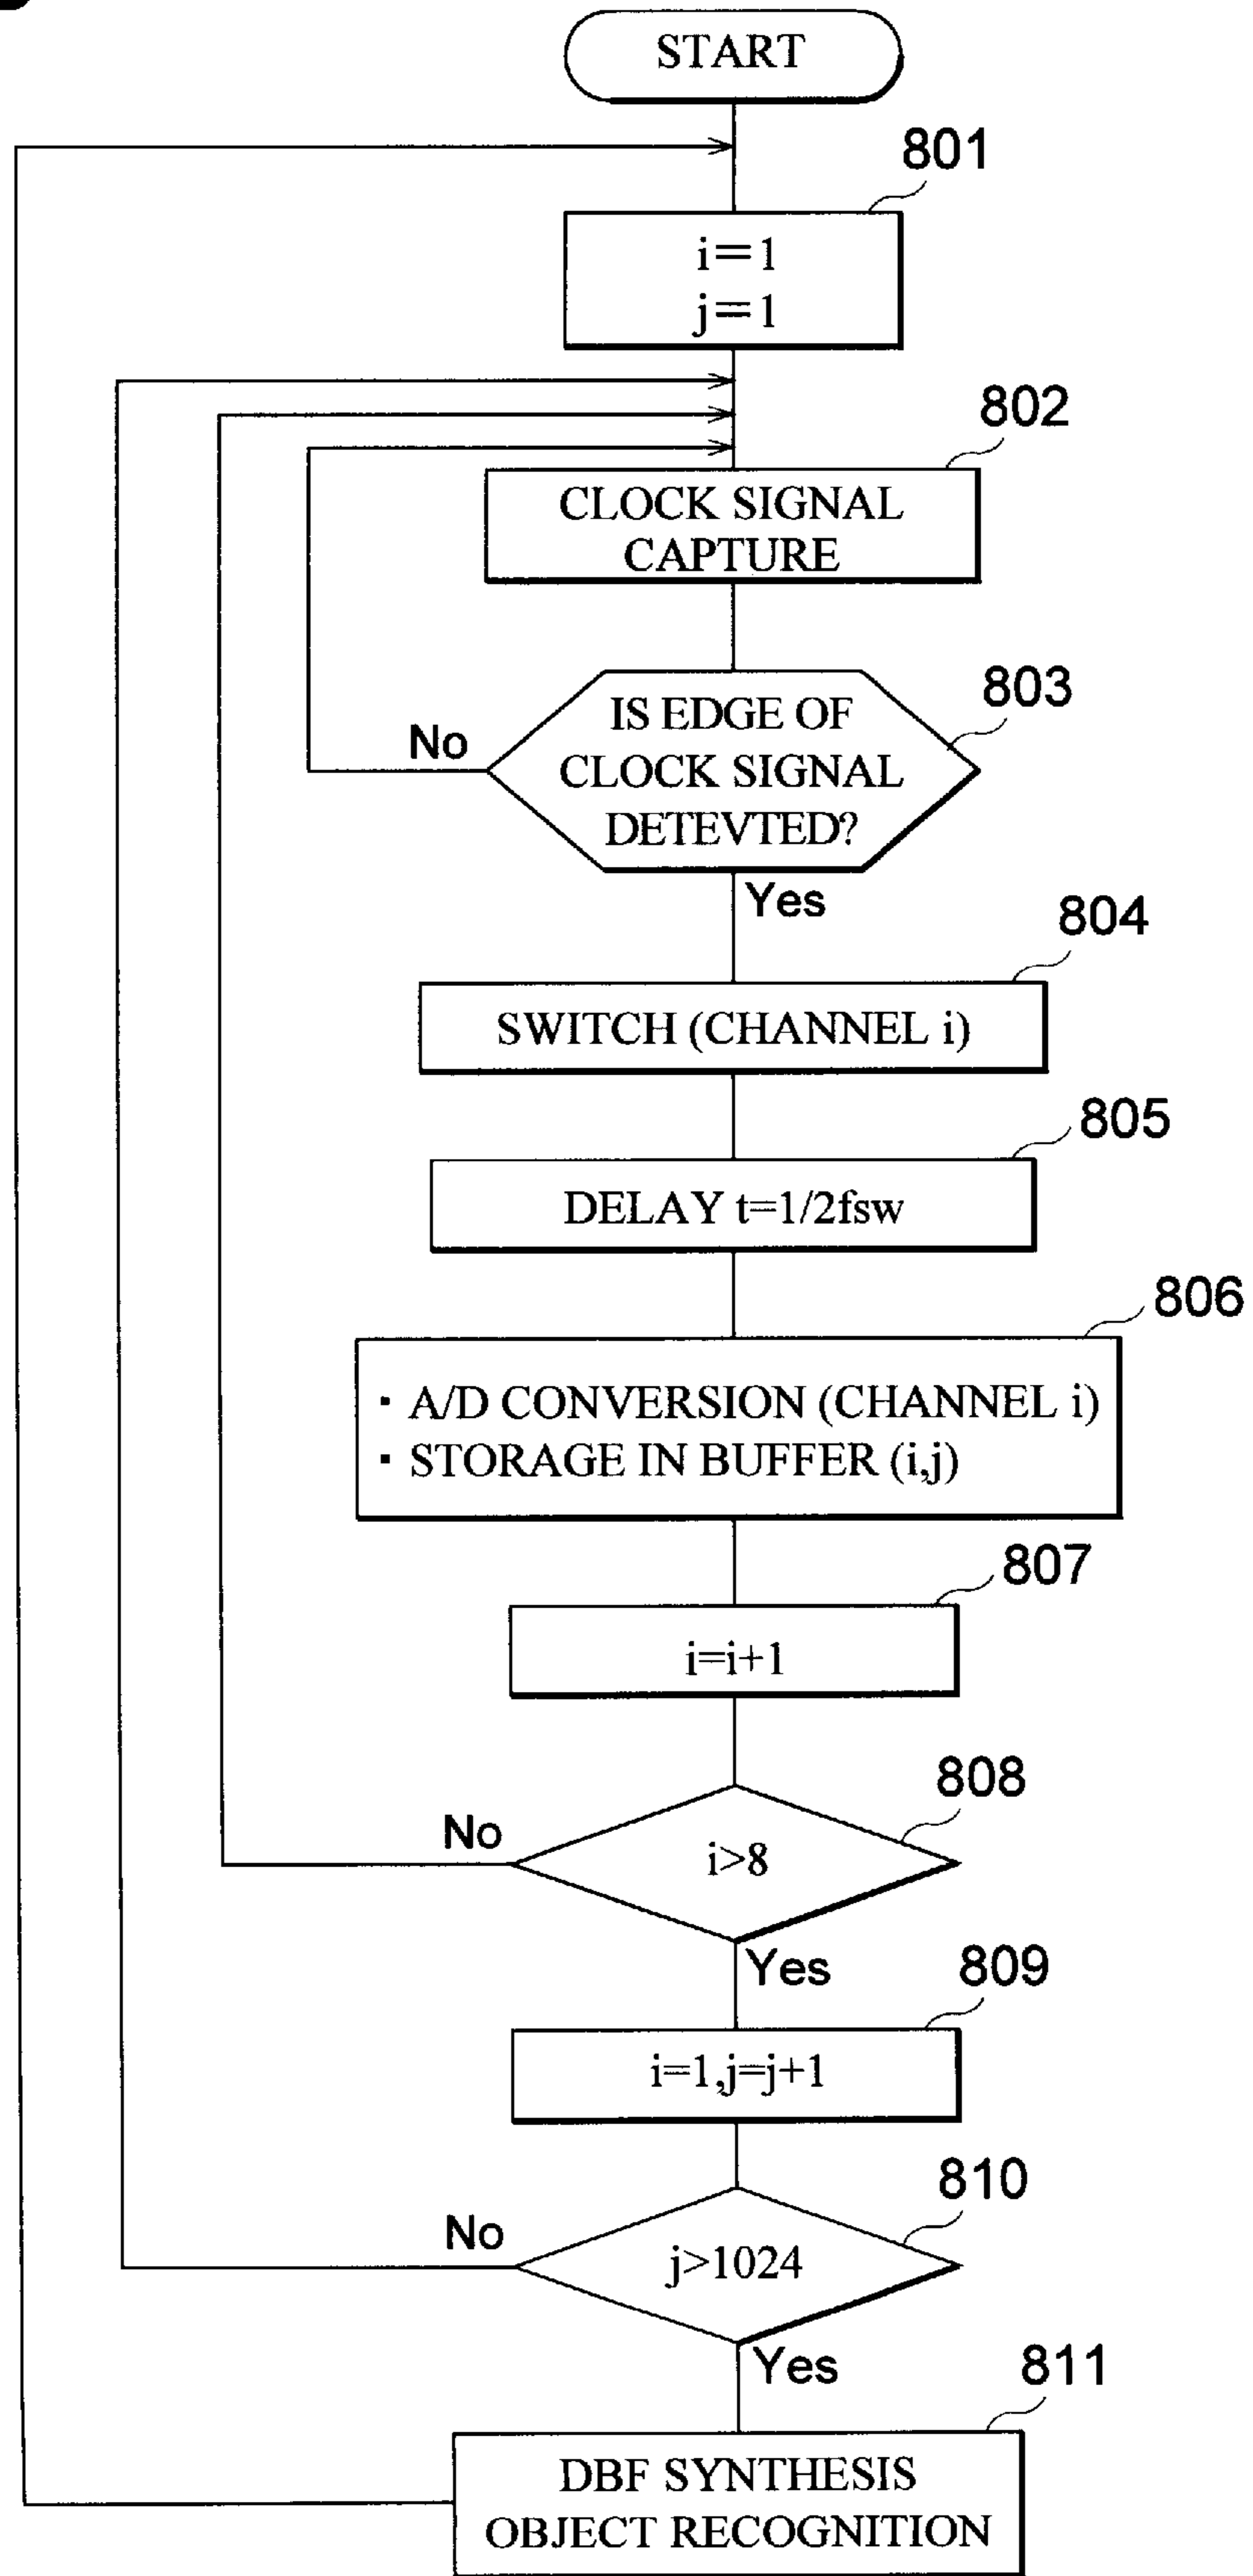 START
801
i=1
j=1
802
CLOCK SIGNAL
CAPTURE
803
IS EDGE OF
CLOCK SIGNAL
DETEVTED?
No
Yes
804
SWITCH (CHANNEL i)
805
DELAY t=1/2fsw
806
· A/D CONVERSION (CHANNEL i)
· STORAGE IN BUFFER (i,j)
807
i=i+1
808
No
i>8
Yes
809
i=1,j=j+1
810
No
j>1024
Yes
811
DBF SYNTHESIS
OBJECT RECOGNITION